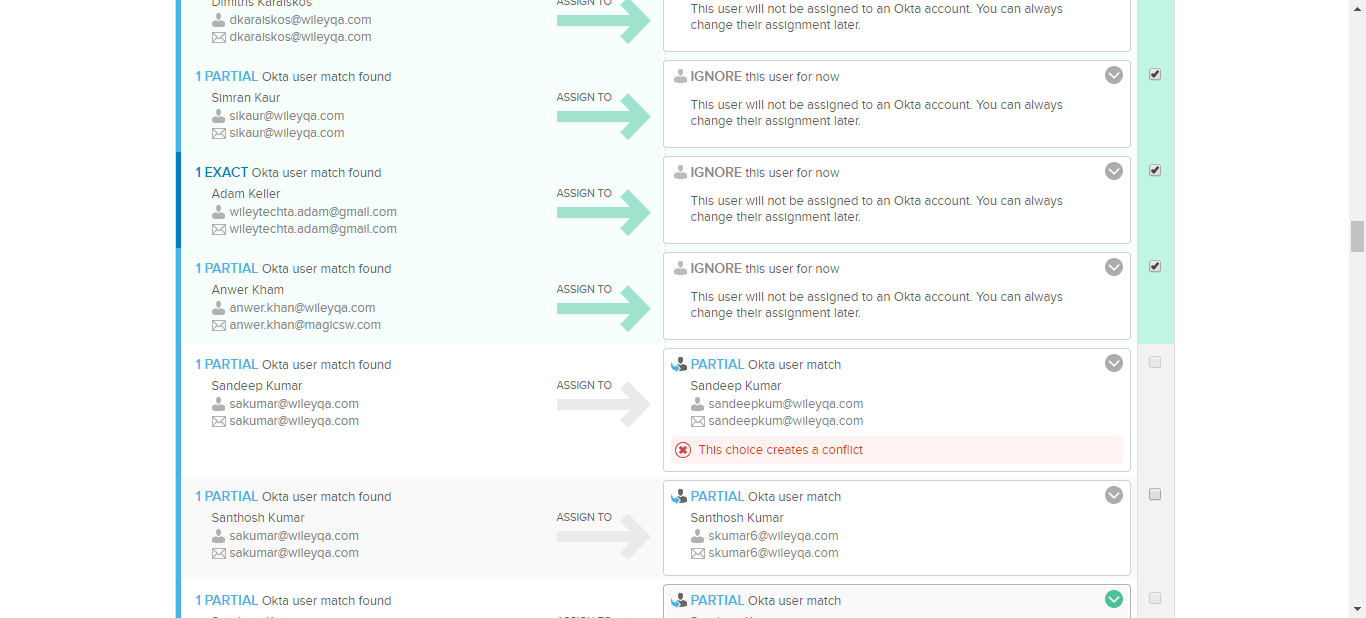 Dimitris Karaiskos
dkaraiskos@wileyqa.com
dkaraiskos@wileyqa.com
ASSIGN TO
This user will not be assigned to an Okta account. You can always
change their assignment later.
1 PARTIAL Okta user match found
Simran Kaur
sikaur@wileyqa.com
sikaur@wileyqa.com
ASSIGN TO
IGNORE this user for now
This user will not be assigned to an Okta account. You can always
change their assignment later.
1 EXACT Okta user match found
Adam Keller
wileytechta.adam@gmail.com
wileytechta.adam@gmail.com
ASSIGN TO
IGNORE this user for now
This user will not be assigned to an Okta account. You can always
change their assignment later.
1 PARTIAL Okta user match found
Anwer Kham
anwer.khan@wileyqa.com
anwer.khan@magicsw.com
ASSIGN TO
IGNORE this user for now
This user will not be assigned to an Okta account. You can always
change their assignment later.
1 PARTIAL Okta user match found
Sandeep Kumar
sakumar@wileyqa.com
sakumar@wileyqa.com
ASSIGN TO
PARTIAL Okta user match
Sandeep Kumar
sandeepkum@wileyqa.com
sandeepkum@wileyqa.com
This choice creates a conflict
1 PARTIAL Okta user match found
Santhosh Kumar
sakumar@wileyqa.com
sakumar@wileyqa.com
ASSIGN TO
PARTIAL Okta user match
Santhosh Kumar
skumar6@wileyqa.com
skumar6@wileyqa.com
1 PARTIAL Okta user match found
PARTIAL Okta user match